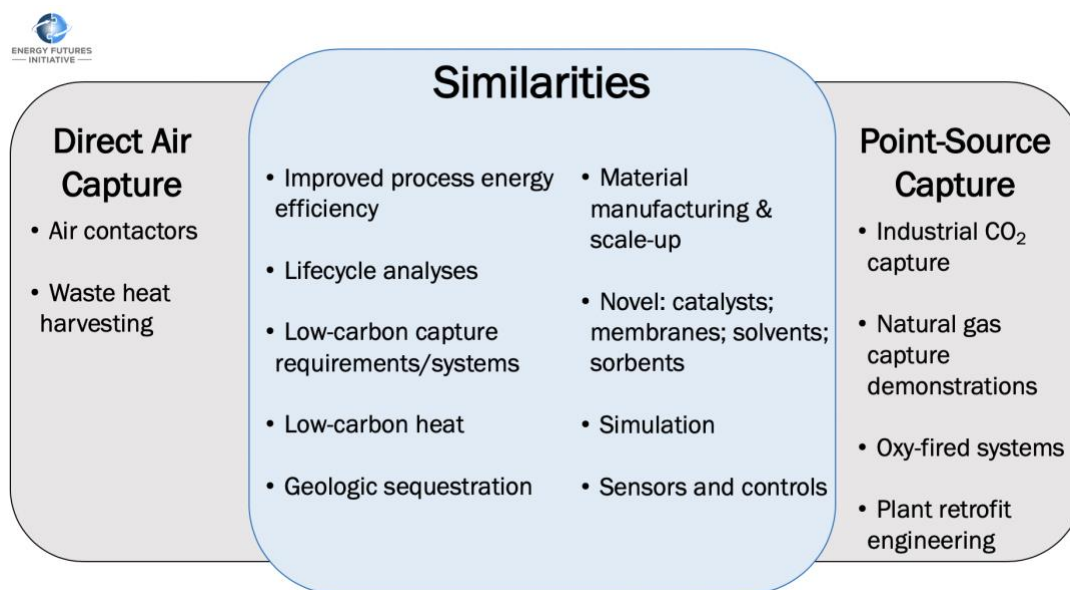 ENERGY FUTURES
INITIATIVE
Similarities
Direct Air
Capture
• Air contactors
• Waste heat
harvesting
• Improved process energy
efficiency
• Lifecycle analyses
• Low-carbon capture
requirements/systems
• Low-carbon heat
• Geologic sequestration
• Material
manufacturing &
scale-up
• Novel: catalysts;
membranes; solvents;
sorbents
• Simulation
• Sensors and controls
Point-Source
Capture
• Industrial CO₂
capture
• Natural gas
capture
demonstrations
• Oxy-fired systems
• Plant retrofit
engineering